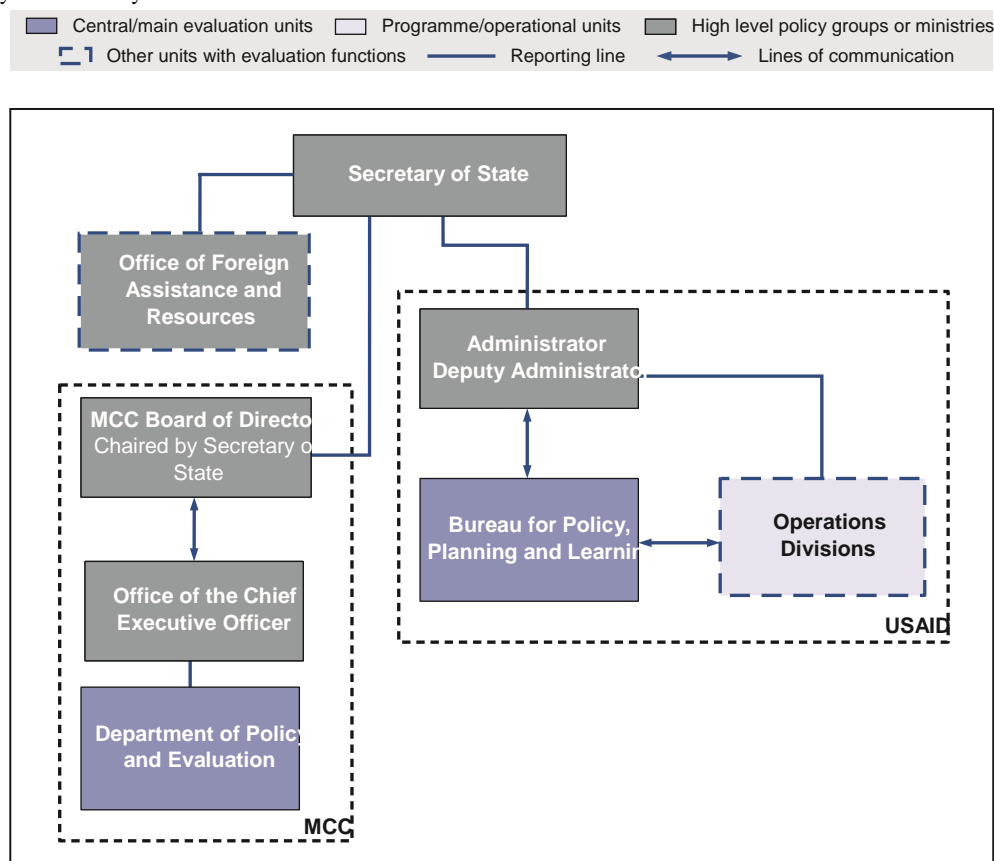 Central/main evaluation units Programme/operational units High level policy groups or ministries
Other units with evaluation functions Reporting line Lines of communication
Secretary of State
Office of Foreign
Assistance and
Resources
Administrator
Deputy Administrato
MCC Board of Directo
Chaired by Secretary o
State
Bureau for Policy,
Planning and Learnin
Operations
Divisions
Office of the Chief
Executive Officer
USAID
Department of Policy
and Evaluation
MCC